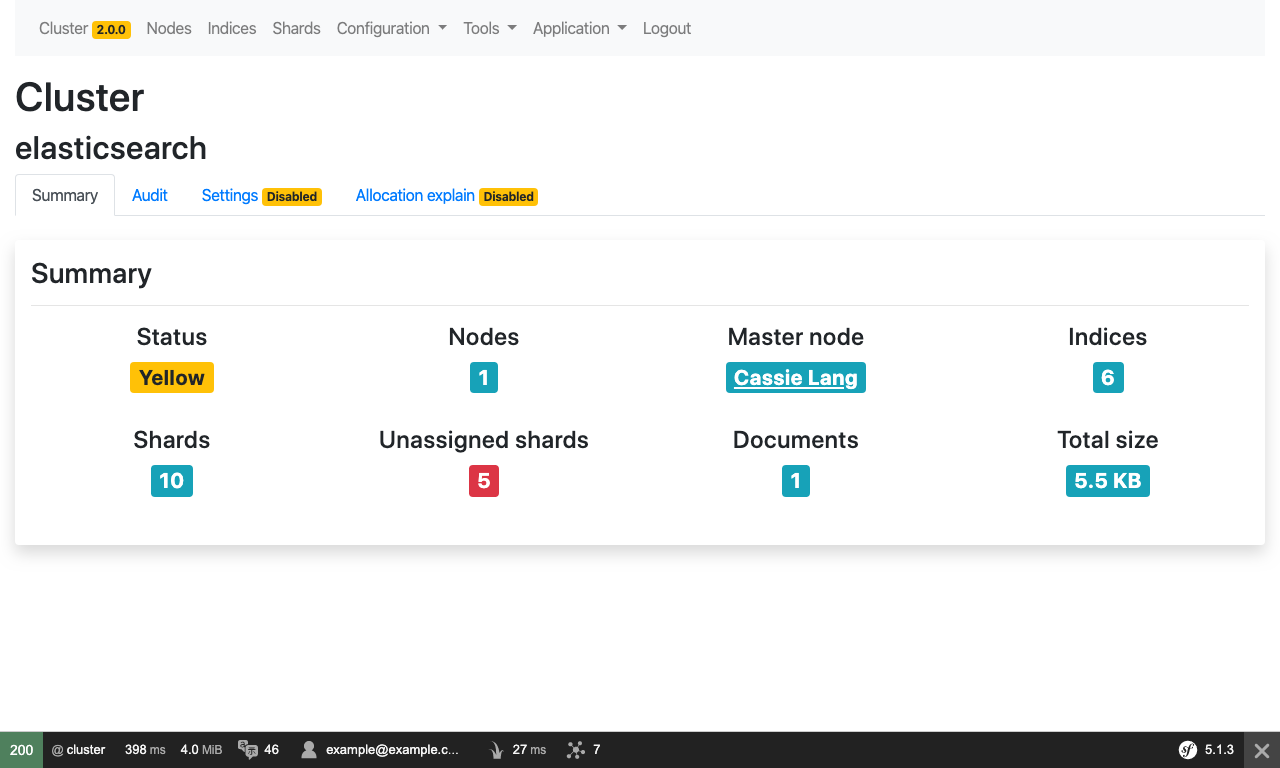 Cluster 2.0.0 Nodes Indices Shards Configuration Tools Application Logout
Cluster
elasticsearch
Summary Audit Settings Disabled Allocation explain Disabled
Summary
Status Nodes Master node Indices
Yellow 1 Cassie Lang 6
Shards Unassigned shards Documents Total size
10 5 1 5.5 KB
200 @ cluster 398 ms 4.0 MiB 46 example@example.c... 27 ms 7 sf 5.1.3